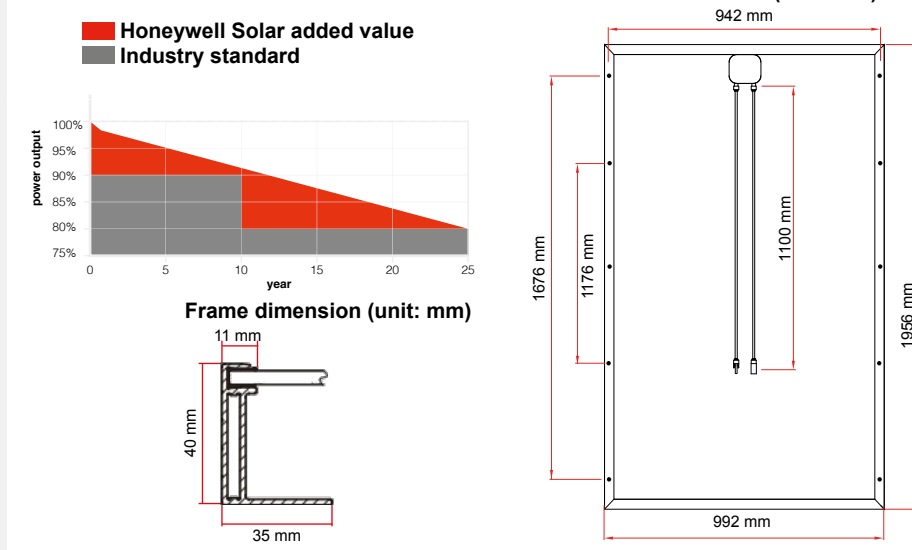 Honeywell Solar added value
Industry standard
power output
100%
95%
90%
85%
80%
75%
0
5
10
15
20
25
year
Frame dimension (unit: mm)
11 mm
40 mm
35 mm
942 mm
1676 mm
1176 mm
1100 mm
1956 mm
992 mm